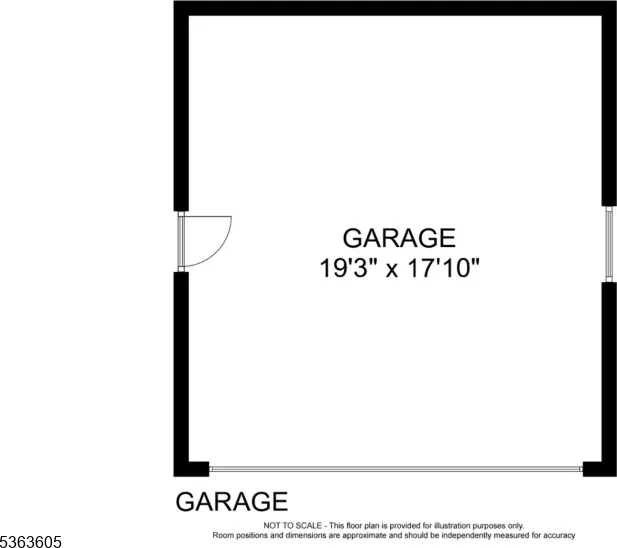 GARAGE
19'3" x 17'10"
GARAGE
NOT TO SCALE - This floor plan is provided for illustration purposes only.
Room positions and dimensions are approximate and should be independently measured for accuracy
5363605